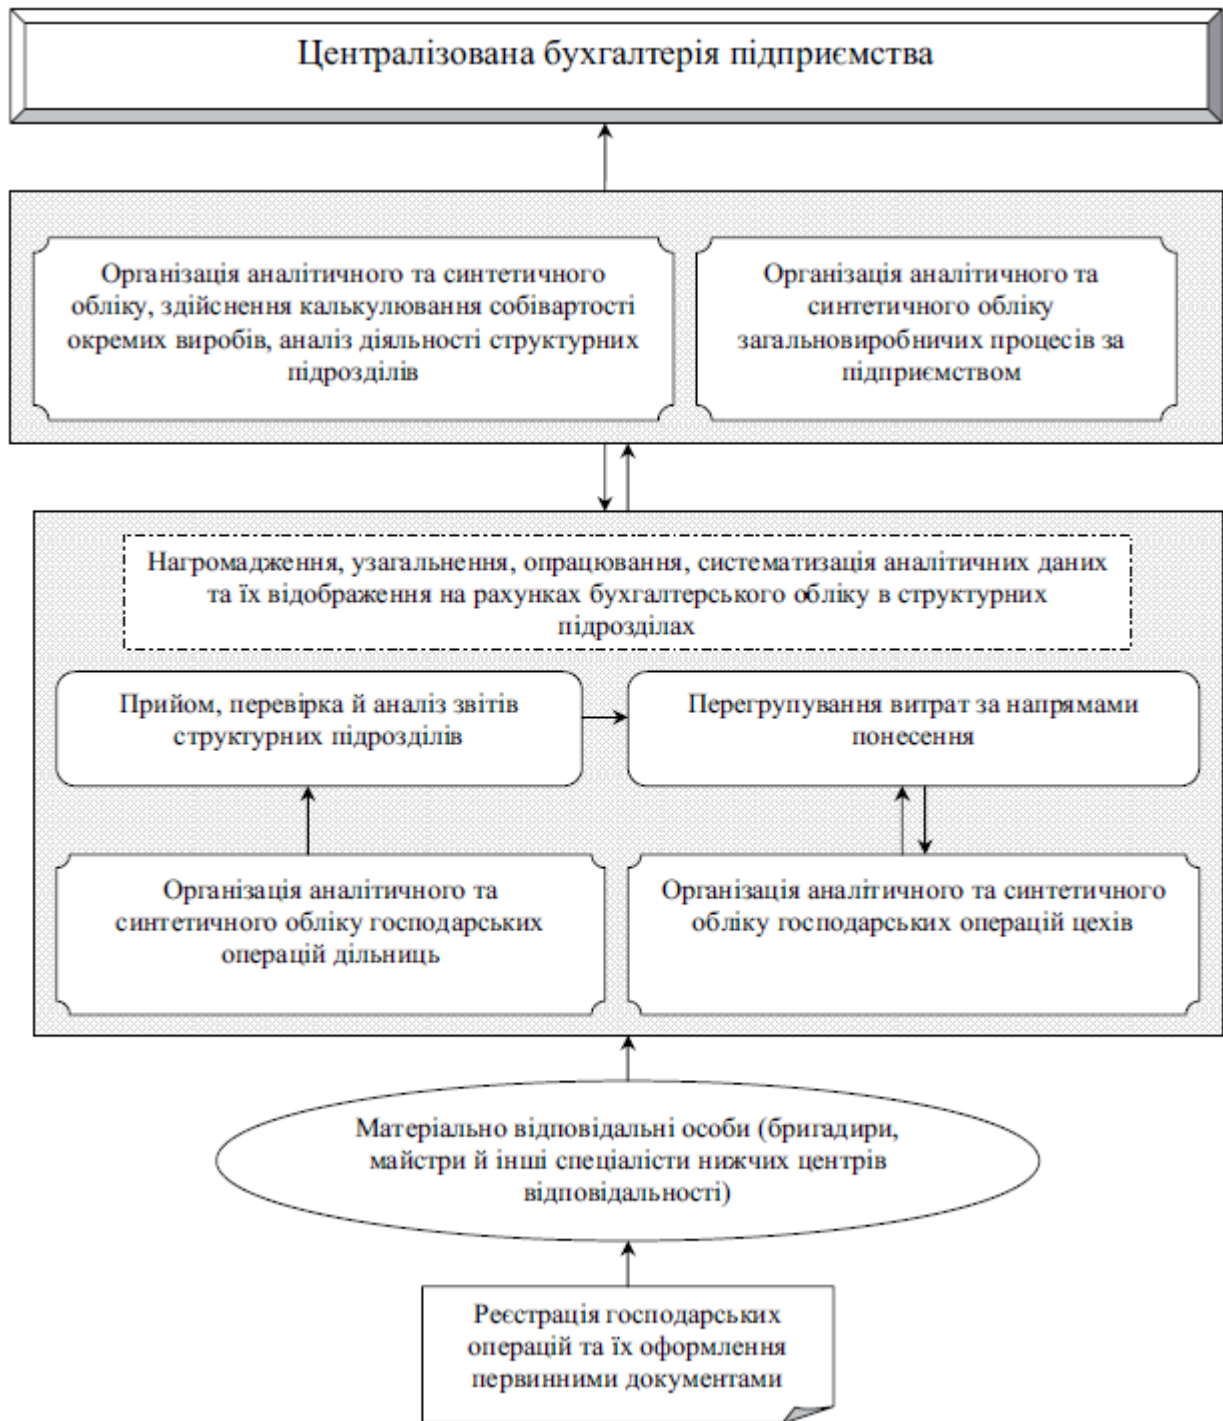 Централізована бухгалтерія підприємства
Організація аналітичного та синтетичного
обліку, здійснення калькулювання собівартості
окремих виробів, аналіз діяльності структурних
підрозділів
Організація аналітичного та
синтетичного обліку
загальновиробничих процесів за
підприємством
Нагромадження, узагальнення, опрацювання, систематизація аналітичних даних
та їх відображення на рахунках бухгалтерського обліку в структурних
підрозділах
Прийом, перевірка й аналіз звітів
структурних підрозділів
Перегрупування витрат за напрямами
понесення
Організація аналітичного та
синтетичного обліку господарських
операцій дільниць
Організація аналітичного та синтетичного
обліку господарських операцій цехів
Матеріально відповідальні особи (бригадири,
майстри й інші спеціалісти нижчих центрів
відповідальності)
Реєстрація господарських
операцій та їх оформлення
первинними документами